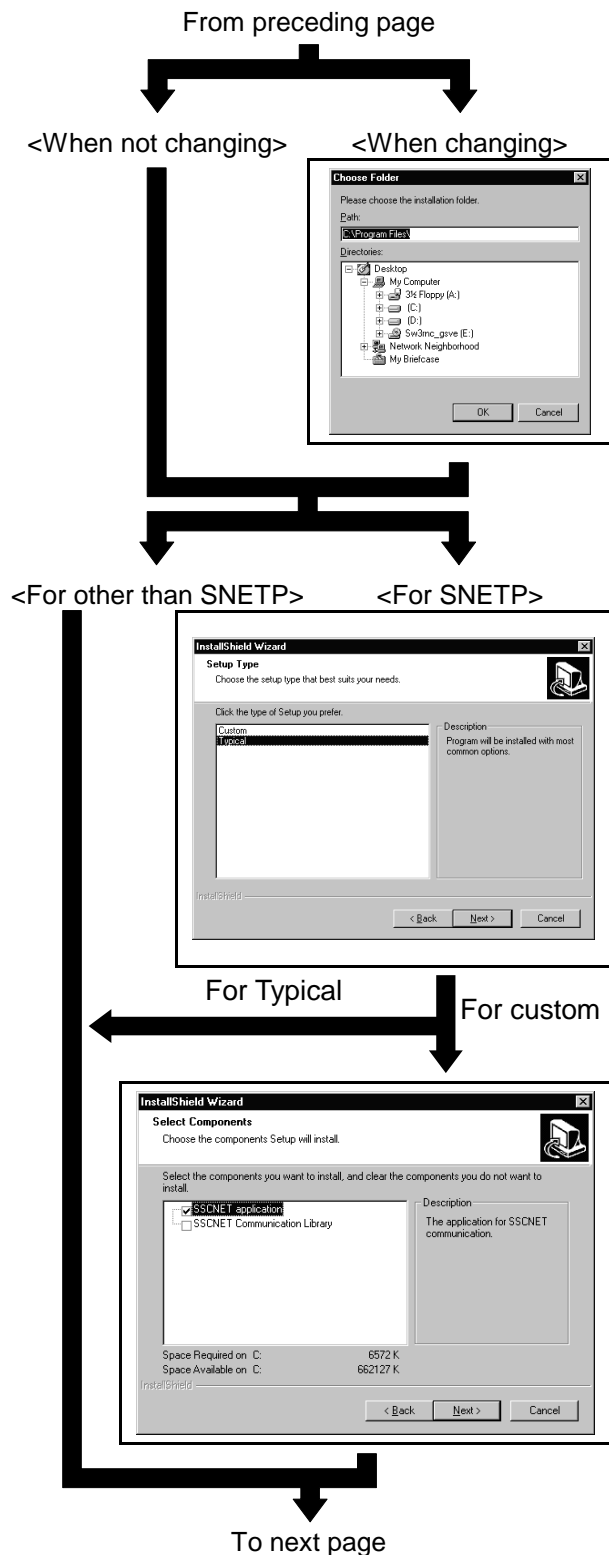 From preceding page
<When not changing>
<When changing>
Choose Folder
Please choose the installation folder.
Path:
C:\Program Files\
Directories:
Desktop
My Computer
3½ Floppy (A:)
(C:)
(D:)
Sw3rnc_gsve (E:)
Network Neighborhood
My Briefcase
OK
Cancel
<For other than SNETP>
<For SNETP>
InstallShield Wizard
Setup Type
Choose the setup type that best suits your needs.
Click the type of Setup you prefer.
Custom
Typical
Description
Program will be installed with most
common options.
InstallShield
< Back
Next >
Cancel
For Typical
For custom
InstallShield Wizard
Select Components
Choose the components Setup will install.
Select the components you want to install, and clear the components you do not want to
install.
SSCNET application
SSCNET Communication Library
Description
The application for SSCNET
communication.
Space Required on C: 6572 K
Space Available on C: 662127 K
InstallShield
< Back
Next >
Cancel
To next page